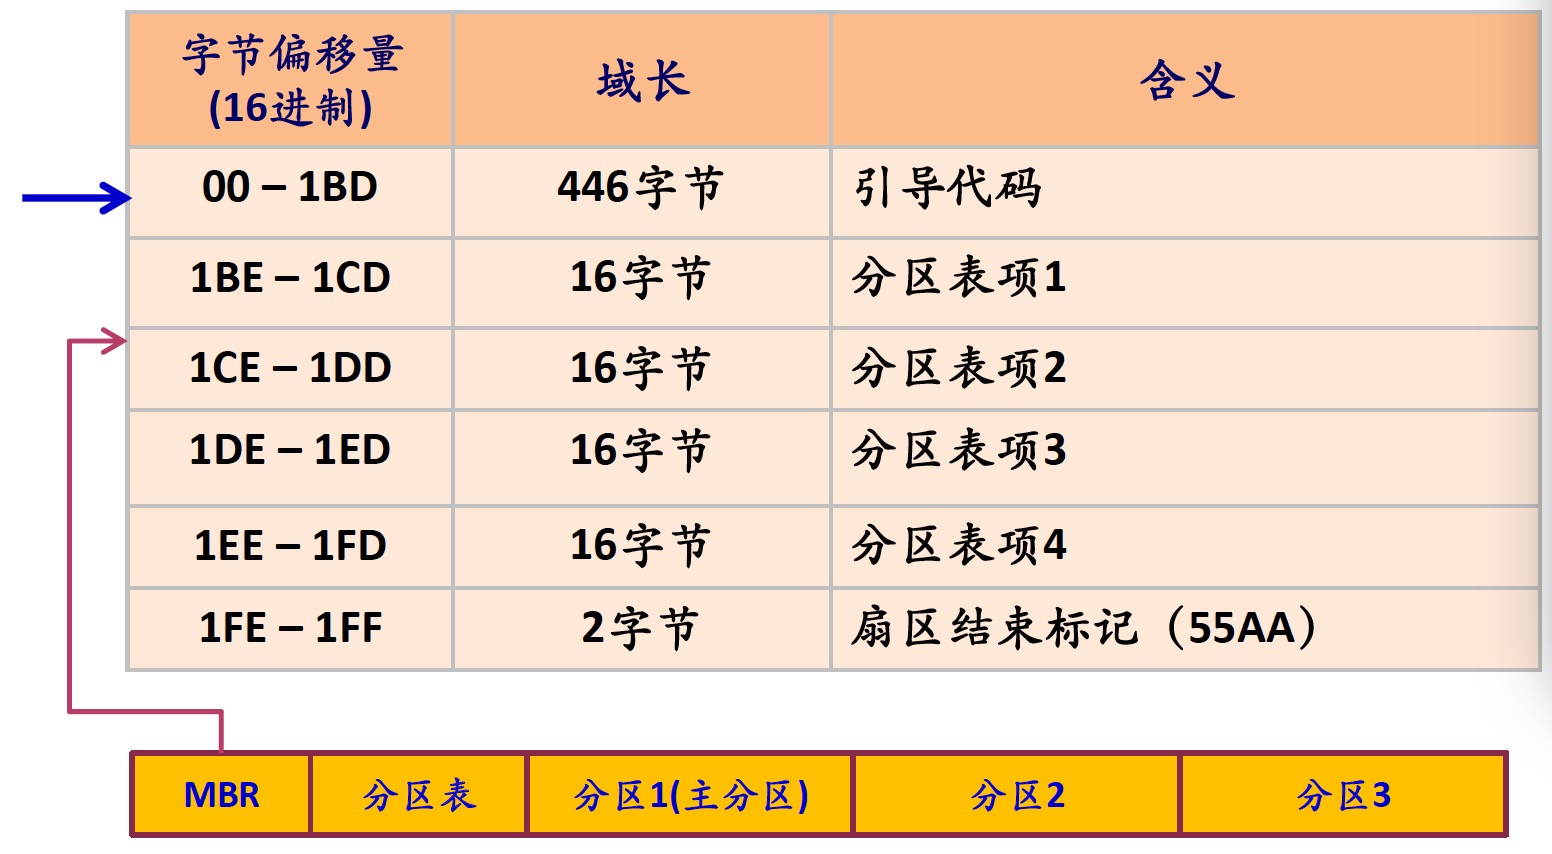 字节偏移量
(16进制)
域长
含义
00 – 1BD
446字节
引导代码
1BE – 1CD
16字节
分区表项1
1CE – 1DD
16字节
分区表项2
1DE – 1ED
16字节
分区表项3
1EE – 1FD
16字节
分区表项4
1FE – 1FF
2字节
扇区结束标记（55AA）
MBR
分区表
分区1(主分区)
分区2
分区3